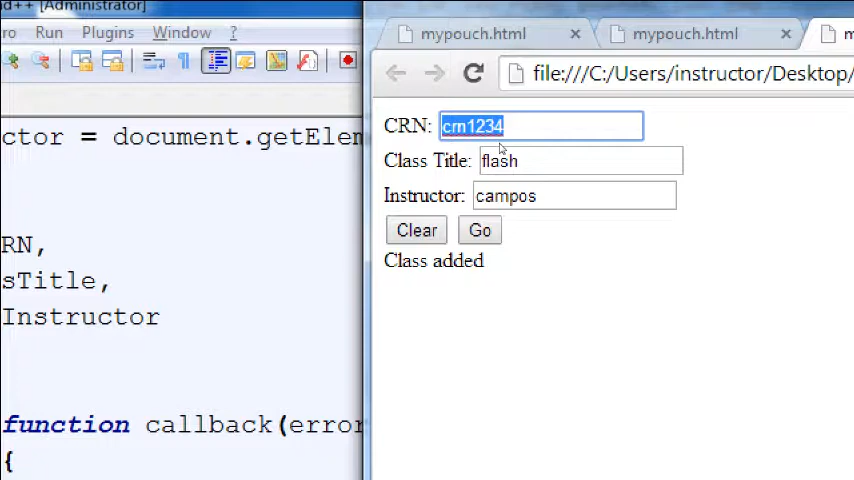 d++ [Administrator]
ro Run Plugins Window ?
ctor = document.getElem
RN,
sTitle,
Instructor
function callback(error
{
mypouch.html
mypouch.html
m
file:///C:/Users/instructor/Desktop/
CRN: crn1234
Class Title: flash
Instructor: campos
Clear Go
Class added